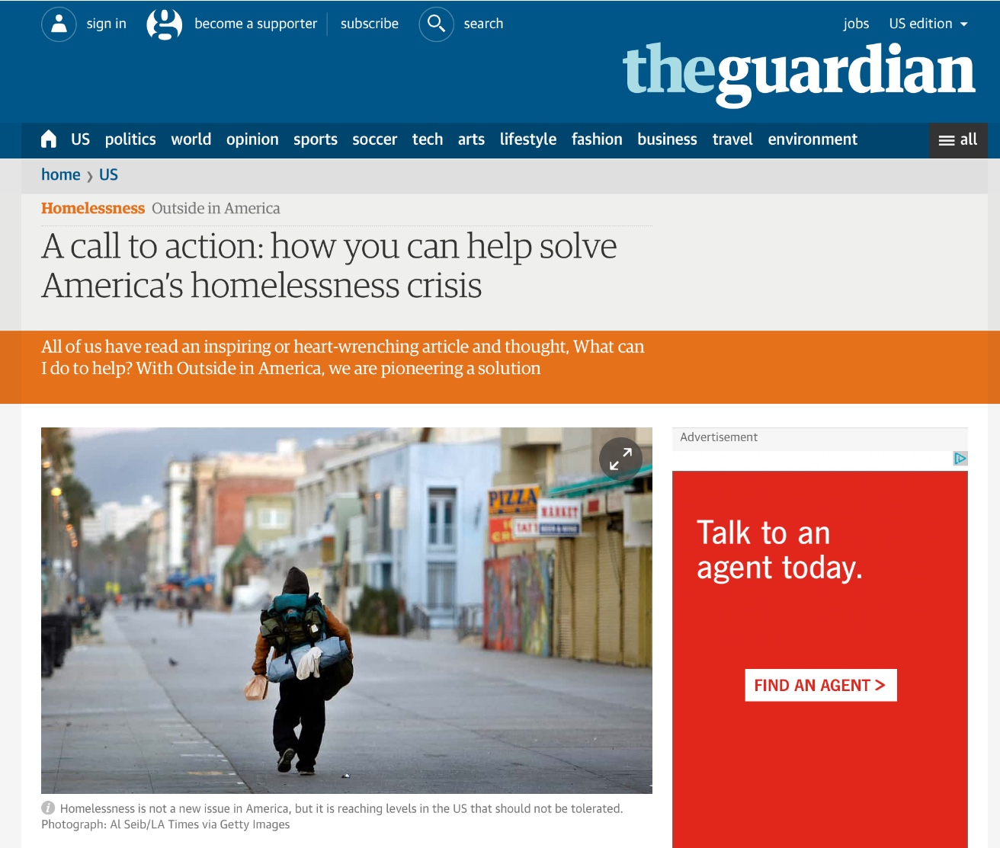 sign in
become a supporter
subscribe
search
jobs
US edition
theguardian
US politics world opinion sports soccer tech arts lifestyle fashion business travel environment
all
home › US
Homelessness Outside in America
A call to action: how you can help solve
America's homelessness crisis
All of us have read an inspiring or heart-wrenching article and thought, What can
I do to help? With Outside in America, we are pioneering a solution
PIZZA
MARKET
Advertisement
Talk to an
agent today.
FIND AN AGENT >
Homelessness is not a new issue in America, but it is reaching levels in the US that should not be tolerated.
Photograph: Al Seib/LA Times via Getty Images